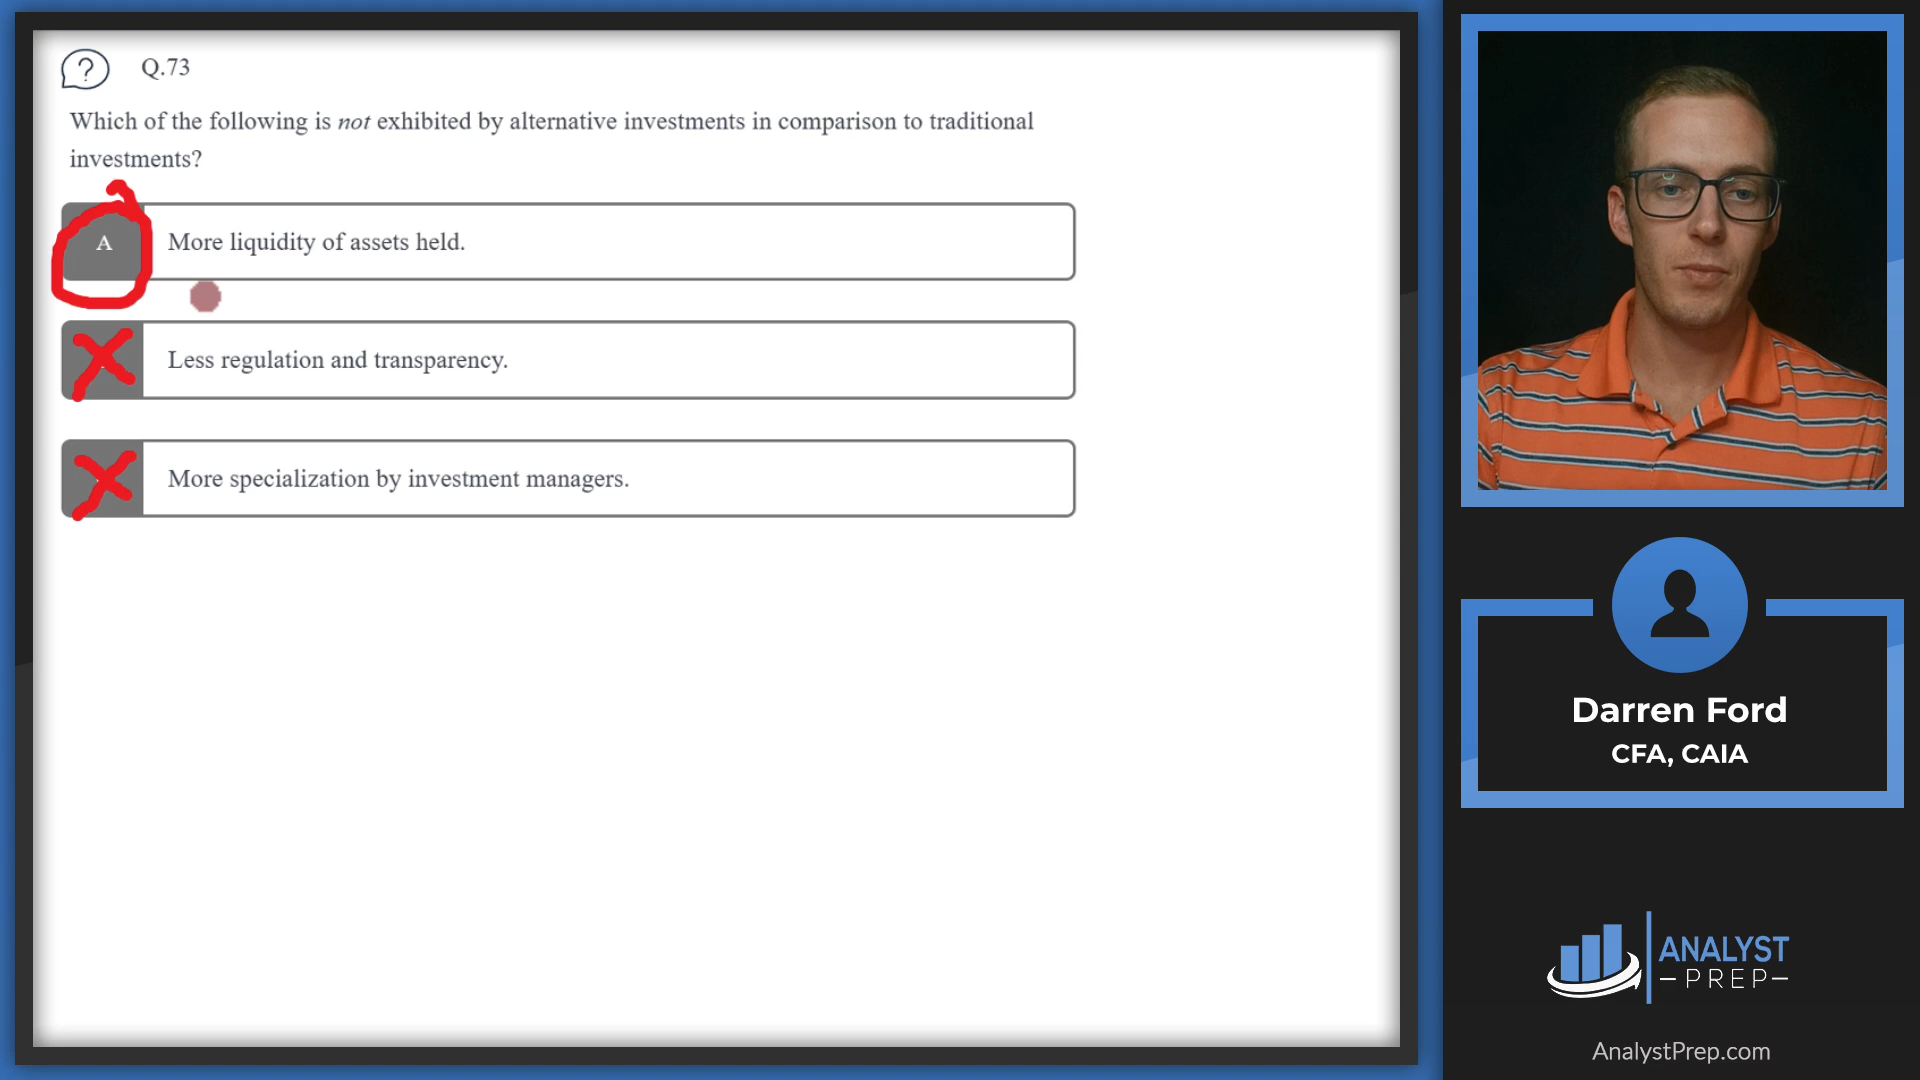 Q.73
Which of the following is not exhibited by alternative investments in comparison to traditional
investments?
A
More liquidity of assets held.
Less regulation and transparency.
More specialization by investment managers.
Darren Ford
CFA, CAIA
ANALYST
PREP
AnalystPrep.com